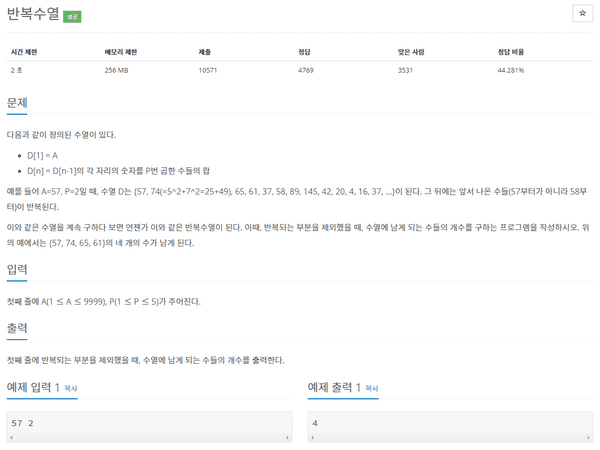 반복수열 성공
☆
시간 제한 메모리 제한 제출 정답 맞은 사람 정답 비율
2 초 256 MB 10571 4769 3531 44.281%
문제
다음과 같이 정의된 수열이 있다.
• D[1] = A
• D[n] = D[n-1]의 각 자리의 숫자를 P번 곱한 수들의 합
예를 들어 A=57, P=2일 때, 수열 D는 {57, 74(=5^2+7^2=25+49), 65, 61, 37, 58, 89, 145, 42, 20, 4, 16, 37, …}이 된다. 그 뒤에는 앞서 나온 수들(57부터가 아니라 58부
터)이 반복된다.
이와 같은 수열을 계속 구하다 보면 언젠가 이와 같은 반복수열이 된다. 이때, 반복되는 부분을 제외했을 때, 수열에 남게 되는 수들의 개수를 구하는 프로그램을 작성하시오. 위
의 예에서는 {57, 74, 65, 61}의 네 개의 수가 남게 된다.
입력
첫째 줄에 A(1 ≤ A ≤ 9999), P(1 ≤ P ≤ 5)가 주어진다.
출력
첫째 줄에 반복되는 부분을 제외했을 때, 수열에 남게 되는 수들의 개수를 출력한다.
예제 입력 1 복사
57 2
예제 출력 1 복사
4